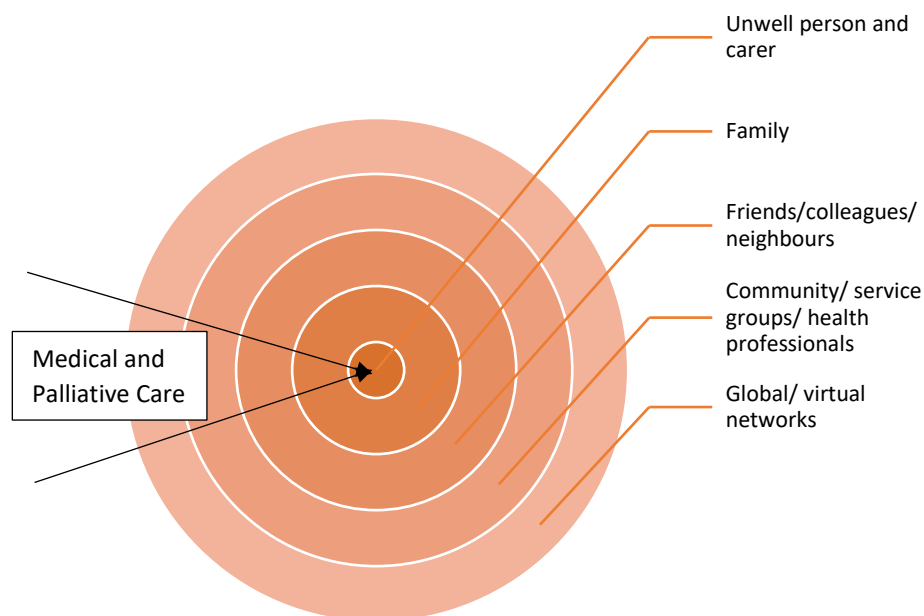 Unwell person and
carer
Family
Friends/colleagues/
neighbours
Community/ service
groups/ health
professionals
Global/ virtual
networks
Medical and
Palliative Care